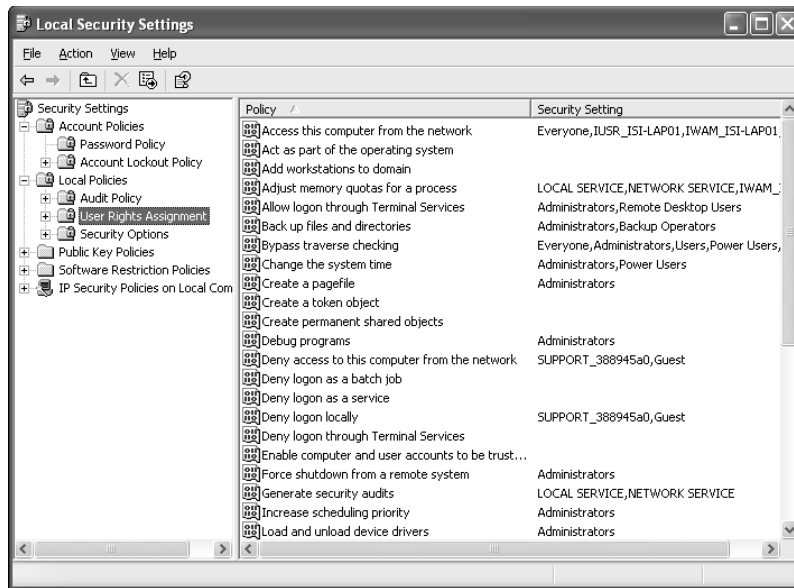 Local Security Settings
File Action View Help
Security Settings
Account Policies
Password Policy
Account Lockout Policy
Local Policies
Audit Policy
User Rights Assignment
Security Options
Public Key Policies
Software Restriction Policies
IP Security Policies on Local Com
Policy Security Setting
Access this computer from the network Everyone,IUSR_ISI-LAP01,IWAM_ISI-LAP01,
Act as part of the operating system
Add workstations to domain
Adjust memory quotas for a process LOCAL SERVICE,NETWORK SERVICE,IWAM_
Allow logon through Terminal Services Administrators,Remote Desktop Users
Back up files and directories Administrators,Backup Operators
Bypass traverse checking Everyone,Administrators,Users,Power Users,
Change the system time Administrators,Power Users
Create a pagefile Administrators
Create a token object
Create permanent shared objects
Debug programs Administrators
Deny access to this computer from the network SUPPORT_388945a0,Guest
Deny logon as a batch job
Deny logon as a service
Deny logon locally SUPPORT_388945a0,Guest
Deny logon through Terminal Services
Enable computer and user accounts to be trust...
Force shutdown from a remote system Administrators
Generate security audits LOCAL SERVICE,NETWORK SERVICE
Increase scheduling priority Administrators
Load and unload device drivers Administrators